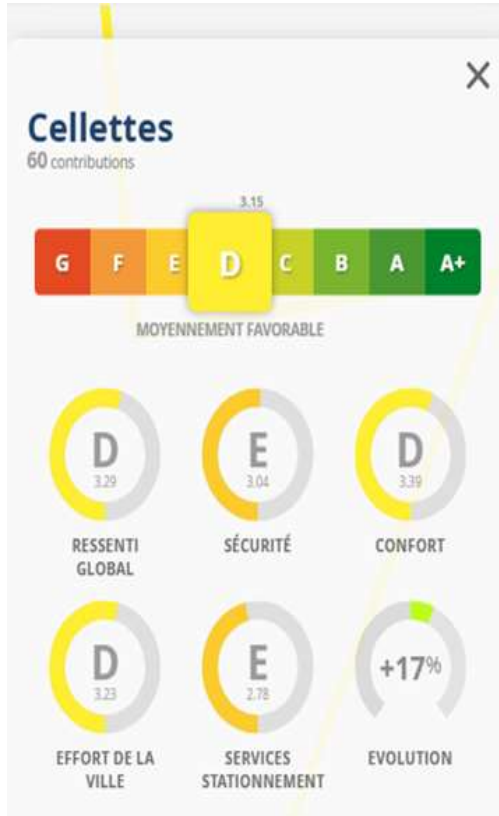 Cellettes
60 contributions
3.15
G F E D C B A A+
MOYENNEMENT FAVORABLE
D E D
3.29 3.04 3.39
RESSENTI
GLOBAL
SÉCURITÉ
CONFORT
D E +17%
3.23 2.78
EFFORT DE LA
VILLE
SERVICES
STATIONNEMENT
EVOLUTION